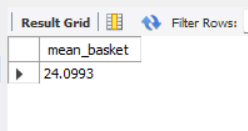 Result Grid Filter Rows:
mean_basket
24.0993